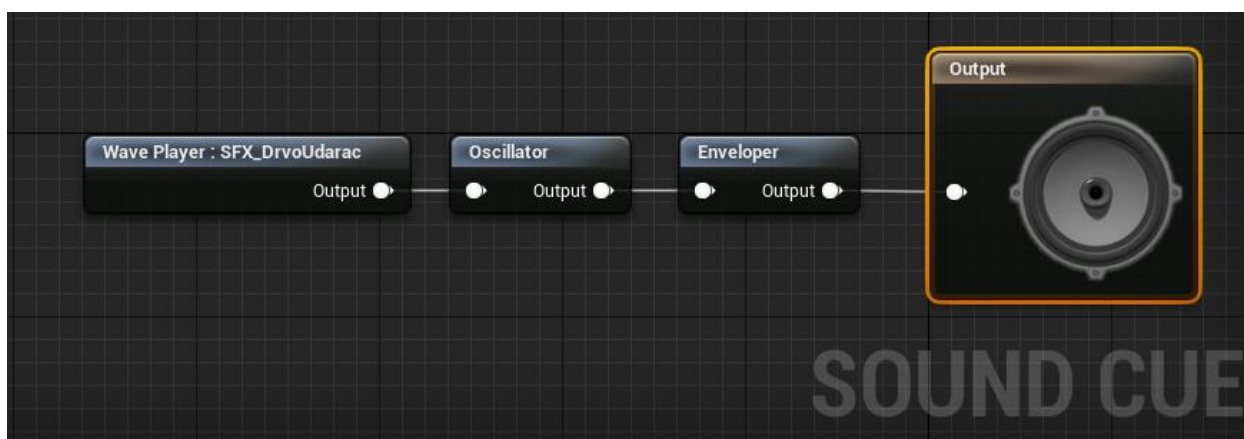 Output
Wave Player : SFX_DrvoUdarac
Output
Oscillator
Output
Enveloper
Output
SOUND CUE